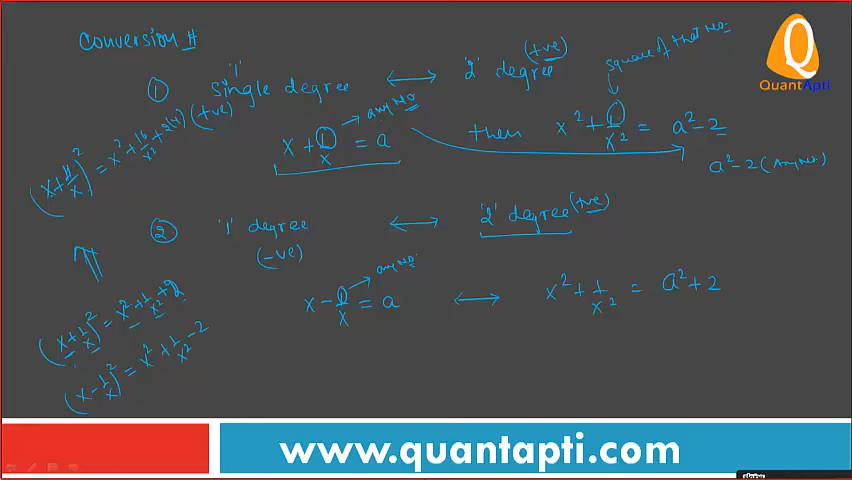 Conversion #
QuantApti
① '1' single degree ⟷ '2' degree (+ve)
(+ve)
square of that no.
x + 1/x = a → any no. then x² + 1/x² = a² - 2
a² - 2 (Any no.)
(x + 4/x)² = x² + 16/x² + 2(4)
② '1' degree ⟷ '2' degree (+ve)
(-ve)
x - 1/x = a → any no. ⟷ x² + 1/x² = a² + 2
(x + 1/x)² = x² + 1/x² + 2
(x - 1/x)² = x² + 1/x² - 2
www.quantapti.com